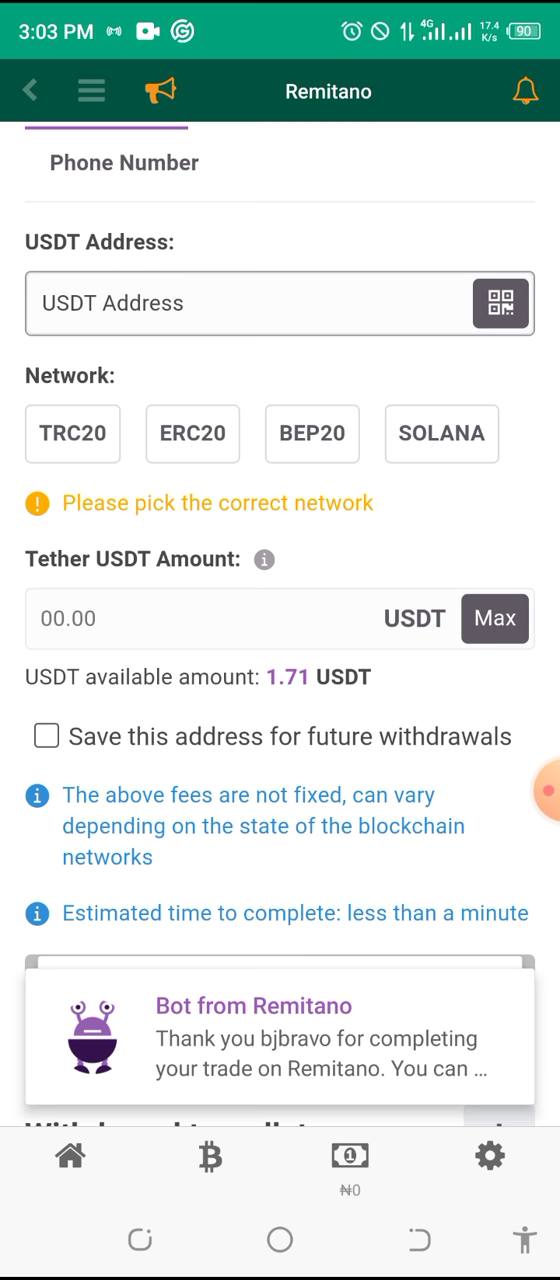 3:03 PM
4G
17.4
K/s
90
Remitano
Phone Number
USDT Address:
USDT Address
Network:
TRC20 ERC20 BEP20 SOLANA
Please pick the correct network
Tether USDT Amount:
00.00 USDT Max
USDT available amount: 1.71 USDT
Save this address for future withdrawals
The above fees are not fixed, can vary
depending on the state of the blockchain
networks
Estimated time to complete: less than a minute
Bot from Remitano
Thank you bjbravo for completing
your trade on Remitano. You can ...
₦0